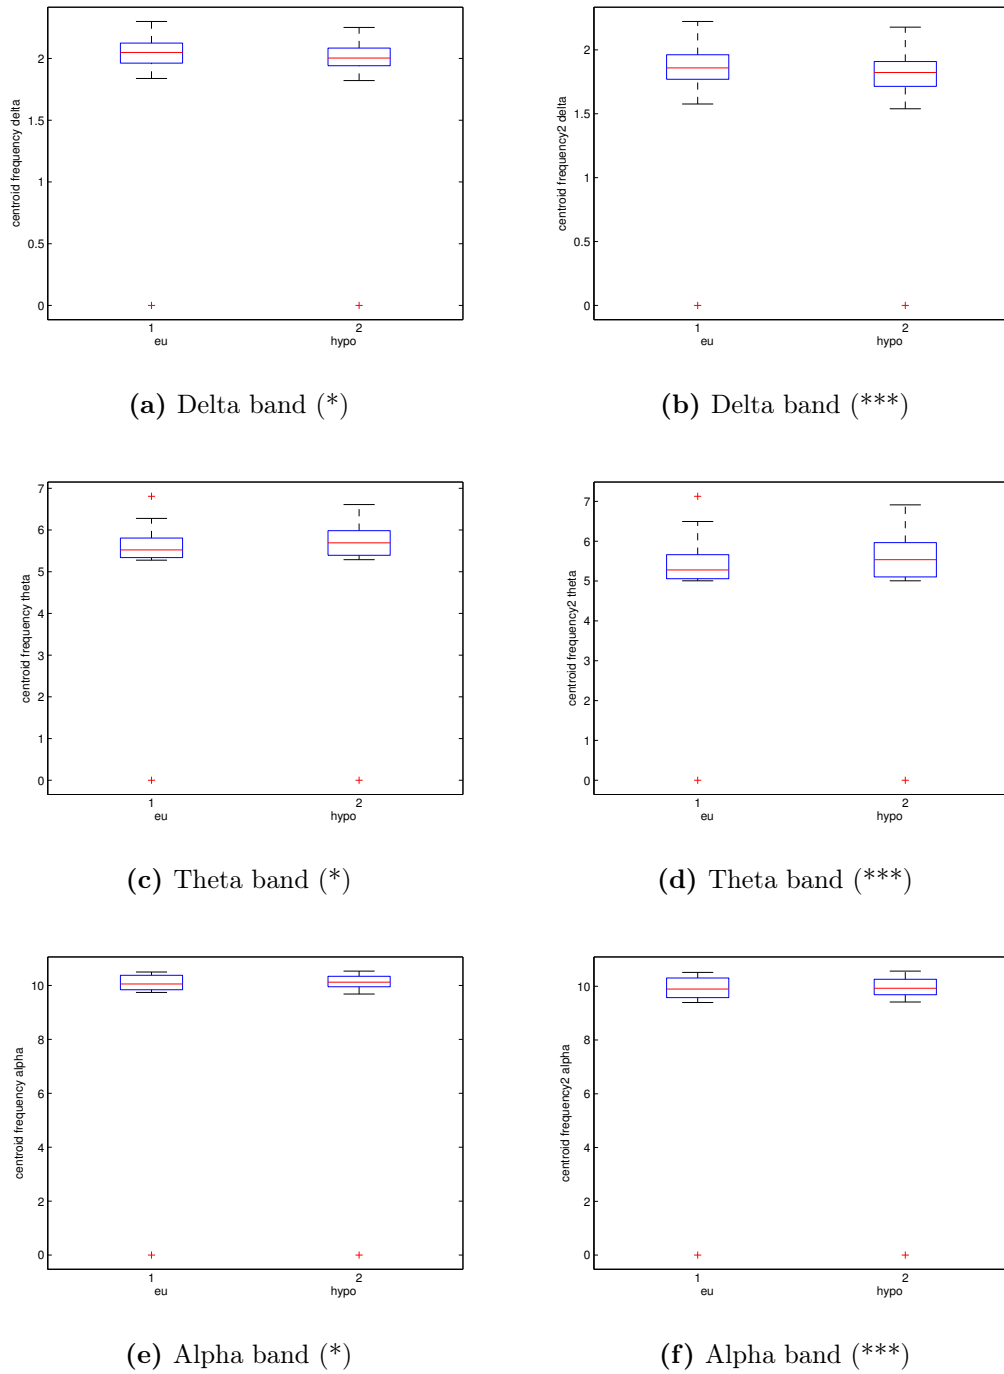 centroid frequency delta
2
1.5
1
0.5
0
1 2
eu hypo
(a) Delta band (*)
centroid frequency2 delta
2
1.5
1
0.5
0
1 2
eu hypo
(b) Delta band (***)
centroid frequency theta
7
6
5
4
3
2
1
0
1 2
eu hypo
(c) Theta band (*)
centroid frequency2 theta
7
6
5
4
3
2
1
0
1 2
eu hypo
(d) Theta band (***)
centroid frequency alpha
10
8
6
4
2
0
1 2
eu hypo
(e) Alpha band (*)
centroid frequency2 alpha
10
8
6
4
2
0
1 2
eu hypo
(f) Alpha band (***)